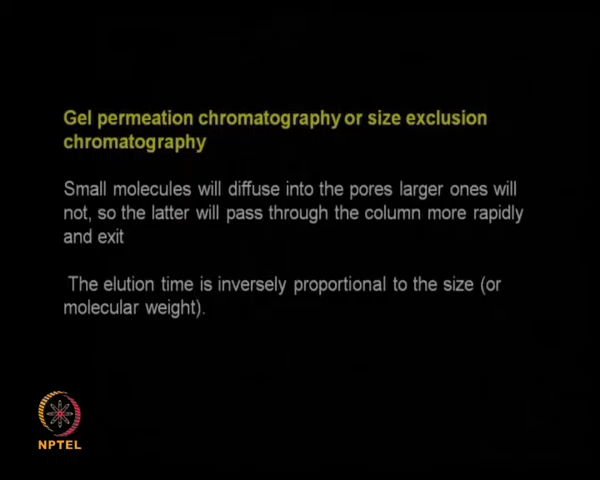 Gel permeation chromatography or size exclusion
chromatography
Small molecules will diffuse into the pores larger ones will
not, so the latter will pass through the column more rapidly
and exit
The elution time is inversely proportional to the size (or
molecular weight).
NPTEL